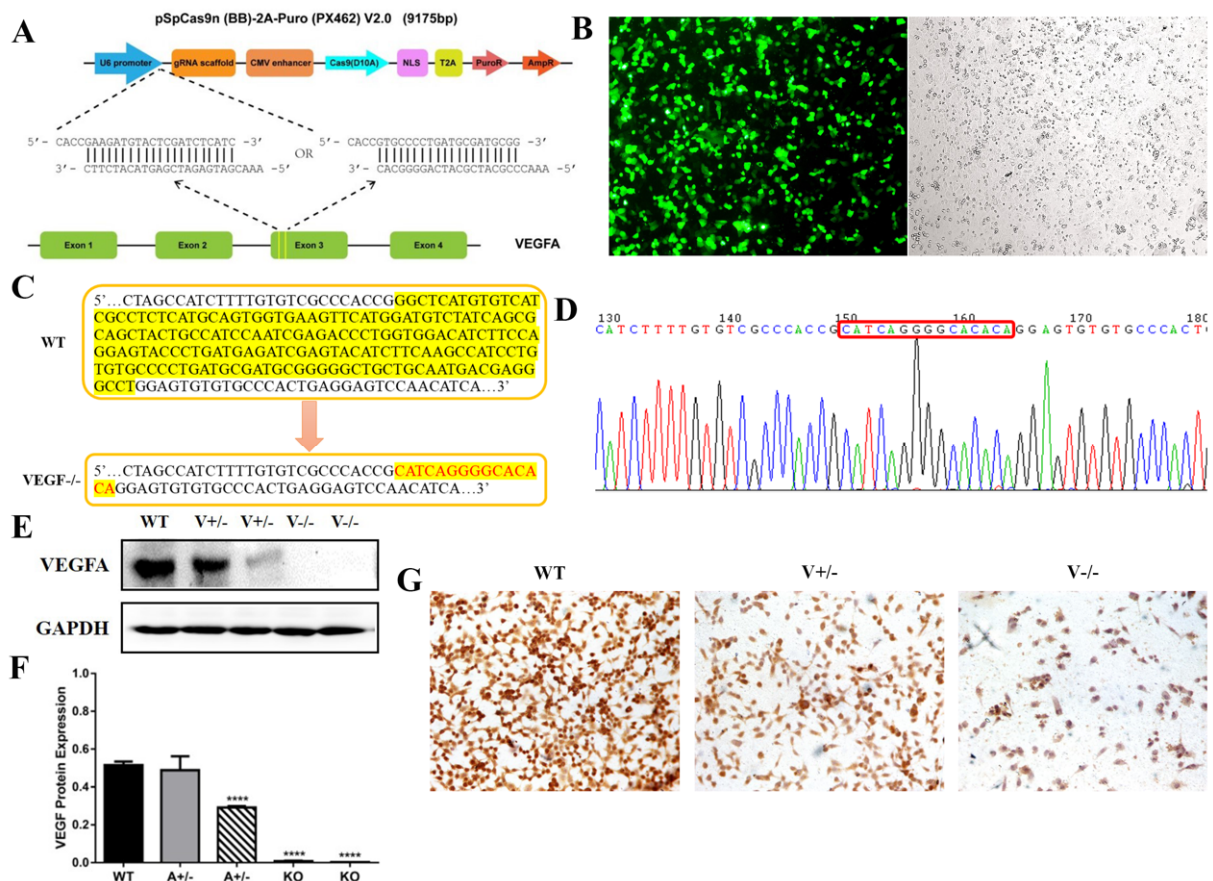 A
pSpCas9n (BB)-2A-Puro (PX462) V2.0 (9175bp)
U6 promoter gRNA scaffold CMV enhancer Cas9(D10A) NLS T2A PuroR AmpR
5′- CACCGAAGATGTACTCGATCTCATC -3′ OR 5′- CACCGTGCCCCTGATGCGATGCGG -3′
3′- CTTCTACATGAGCTAGAGTAGCAAA -5′ 3′- CACGGGGACTACGCTACGCCCAAA -5′
Exon 1 Exon 2 Exon 3 Exon 4 VEGFA
B
C
WT
5’…CTAGCCATCTTTTGTGTCGCCCACCGGGCTCATGTGTCAT
CGCCTCTCATGCAGTGGTGAAGTTCATGGATGTCTATCAGCG
CAGCTACTGCCATCCAATCGAGACCCTGGTGGACATCTTCCA
GGAGTACCCTGATGAGATCGAGTACATCTTCAAGCCATCCTG
TGTGCCCCTGATGCGATGCGGGGGCTGCTGCAATGACGAGG
GCCTGGAGTGTGTGCCCACTGAGGAGTCCAACATCA…3’
VEGF-/-
5’…CTAGCCATCTTTTGTGTCGCCCACCGCATCAGGGGCACA
CAGGAGTGTGTGCCCACTGAGGAGTCCAACATCA…3’
D
130 140 150 160 170 180
CATCTTTTGTGTCGCCCACCGCATCAGGGGCACACAGGAGTGTGTGCCCACTG
E
WT V+/- V+/- V-/- V-/-
VEGFA
GAPDH
F
VEGF Protein Expression
1.0
0.8
0.6
0.4
0.2
0.0
**** **** ****
WT A+/- A+/- KO KO
G
WT V+/- V-/-